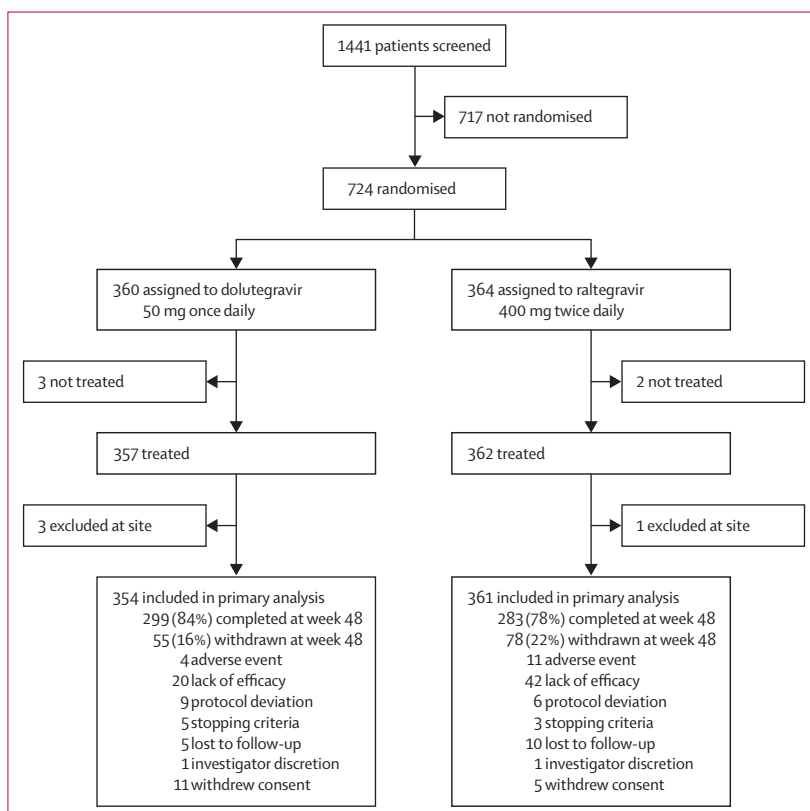 1441 patients screened
717 not randomised
724 randomised
360 assigned to dolutegravir
50 mg once daily
364 assigned to raltegravir
400 mg twice daily
3 not treated
2 not treated
357 treated
362 treated
3 excluded at site
1 excluded at site
354 included in primary analysis
299 (84%) completed at week 48
55 (16%) withdrawn at week 48
4 adverse event
20 lack of efficacy
9 protocol deviation
5 stopping criteria
5 lost to follow-up
1 investigator discretion
11 withdrew consent
361 included in primary analysis
283 (78%) completed at week 48
78 (22%) withdrawn at week 48
11 adverse event
42 lack of efficacy
6 protocol deviation
3 stopping criteria
10 lost to follow-up
1 investigator discretion
5 withdrew consent